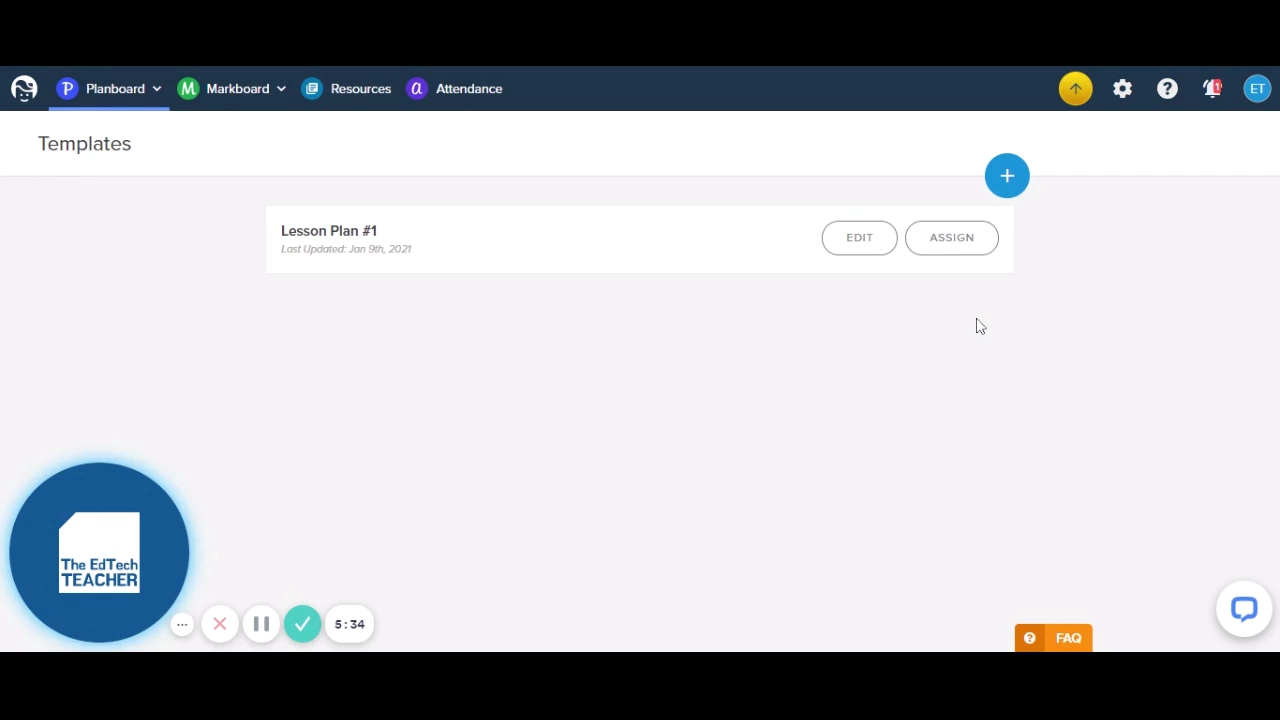 Planboard
Markboard
Resources
Attendance
1
ET
Templates
Lesson Plan #1
Last Updated: Jan 9th, 2021
EDIT
ASSIGN
The EdTech
TEACHER
5:34
FAQ